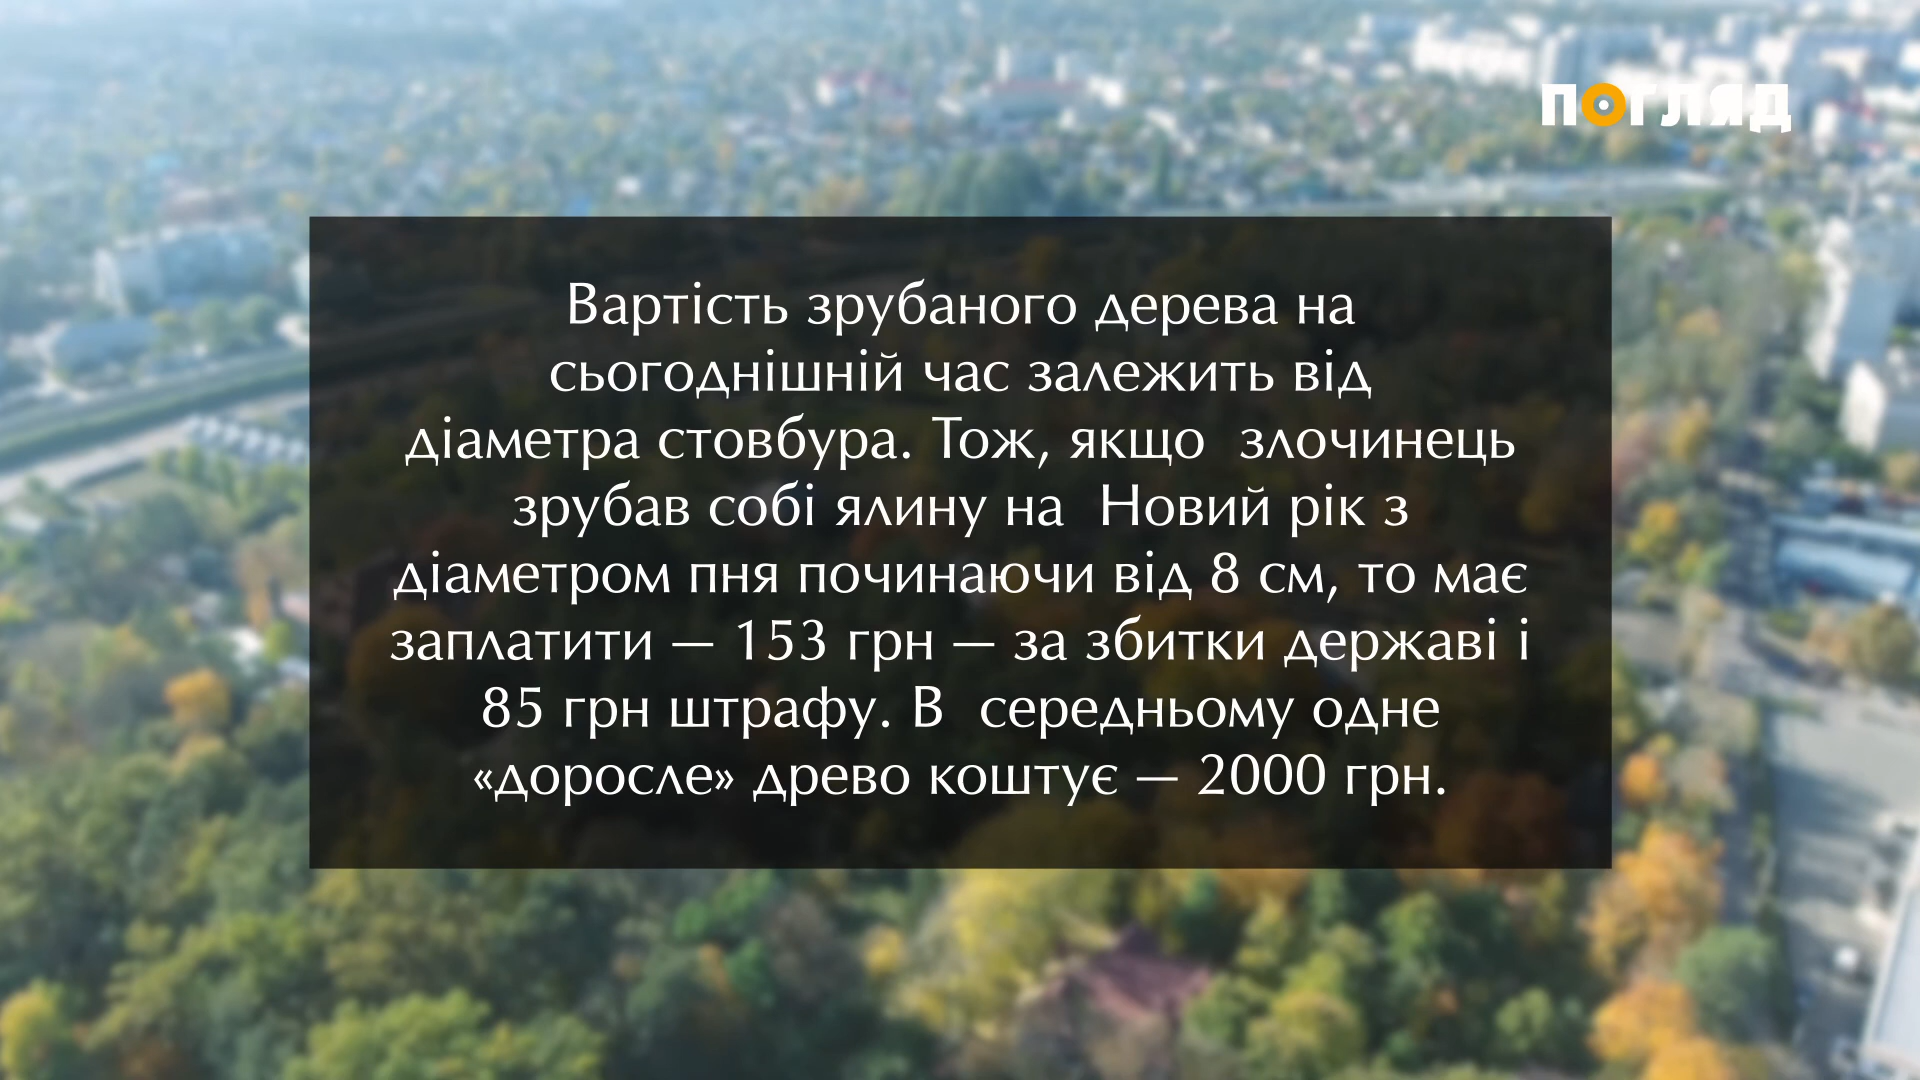 ПОГЛЯД
Вартість зрубаного дерева на
сьогоднішній час залежить від
діаметра стовбура. Тож, якщо злочинець
зрубав собі ялину на Новий рік з
діаметром пня починаючи від 8 см, то має
заплатити — 153 грн — за збитки державі і
85 грн штрафу. В середньому одне
«доросле» древо коштує — 2000 грн.